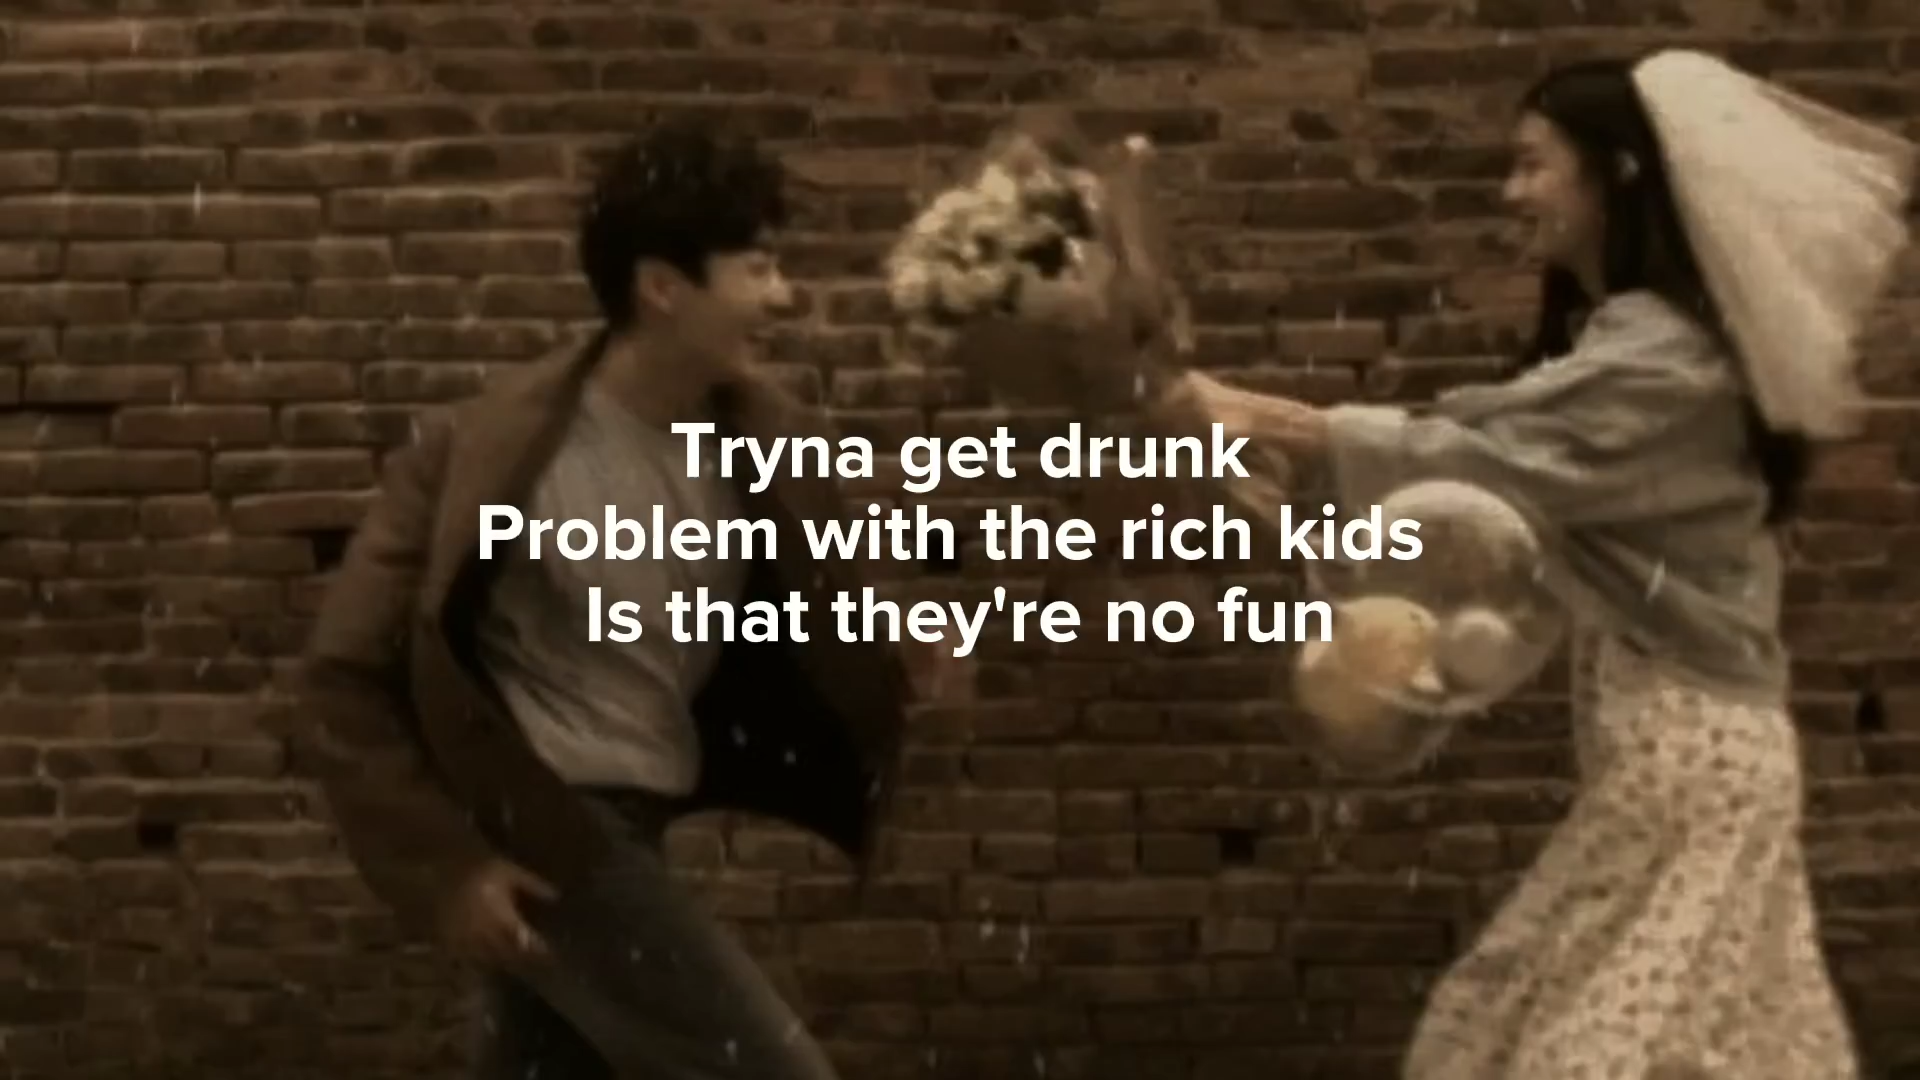 Tryna get drunk
Problem with the rich kids
Is that they're no fun